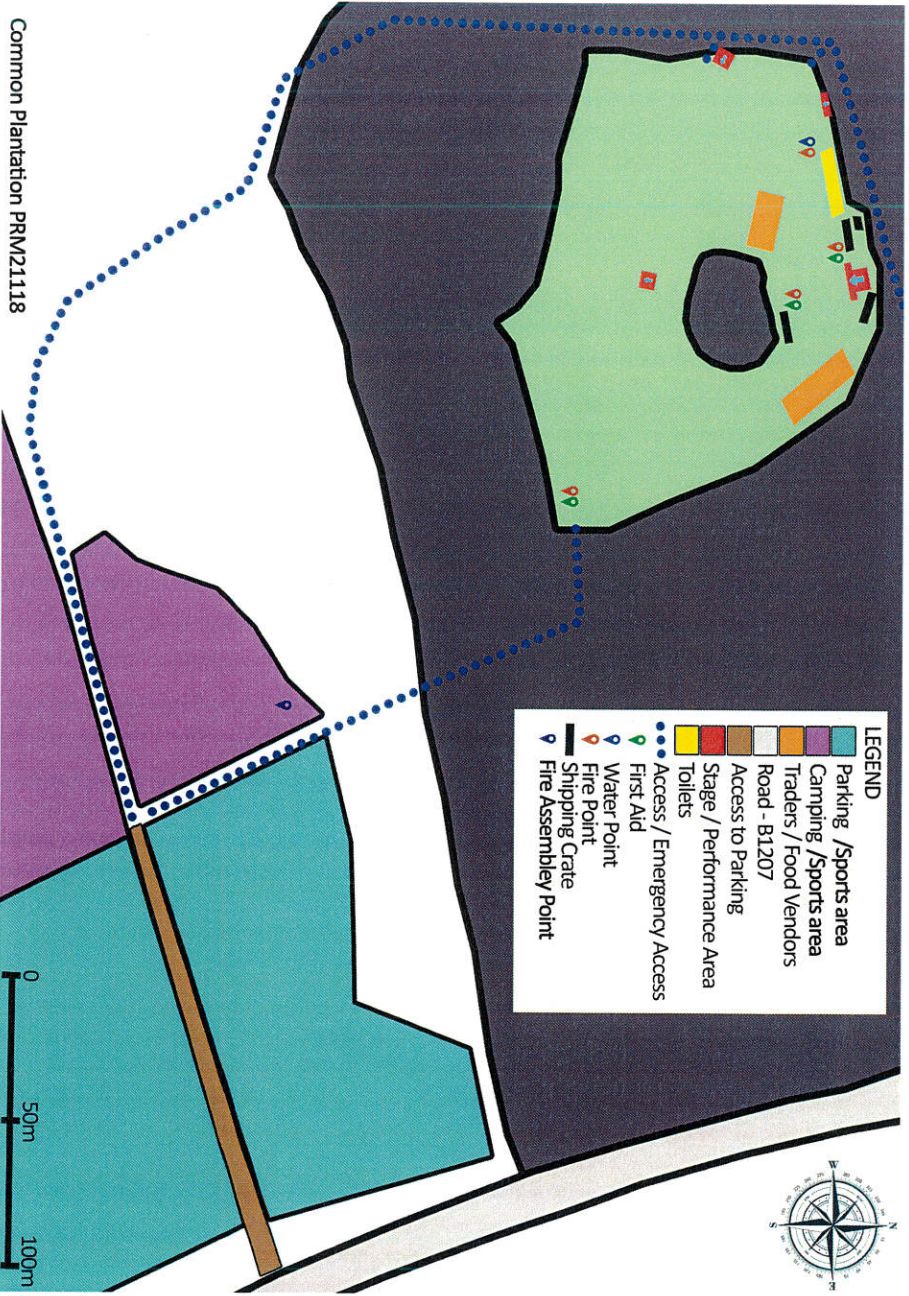 LEGEND
Parking /Sports area
Camping /Sports area
Traders / Food Vendors
Road - B1207
Access to Parking
Stage / Performance Area
Toilets
Access / Emergency Access
First Aid
Water Point
Fire Point
Shipping Crate
Fire Assembley Point
N
E
S
W
0
50m
100m
Common Plantation PRM21118